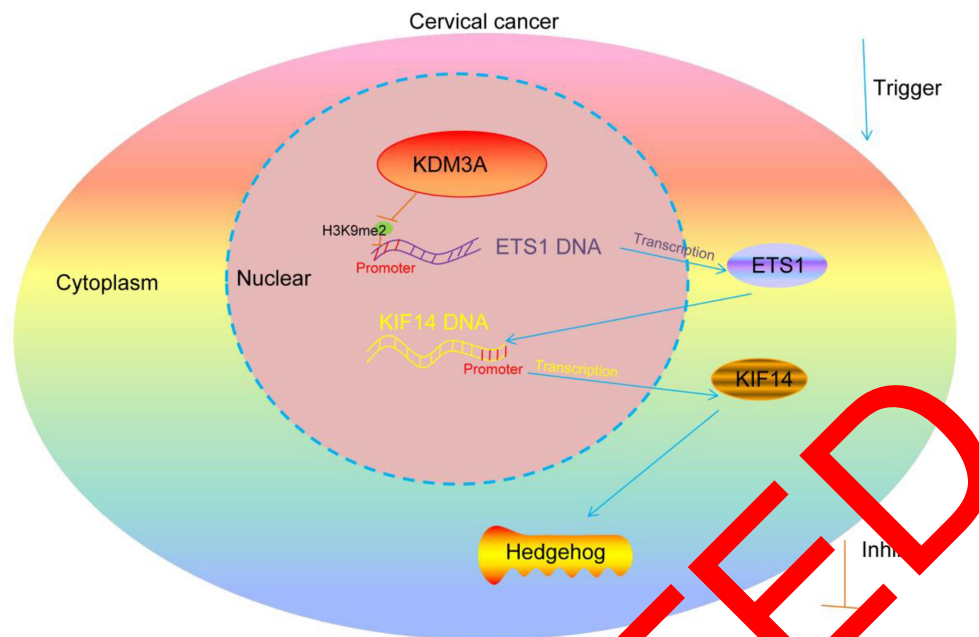 Cervical cancer
Trigger
KDM3A
H3K9me2
ETS1 DNA
Transcription
Promoter
ETS1
Cytoplasm
Nuclear
KIF14 DNA
Promoter
Transcription
KIF14
Hedgehog